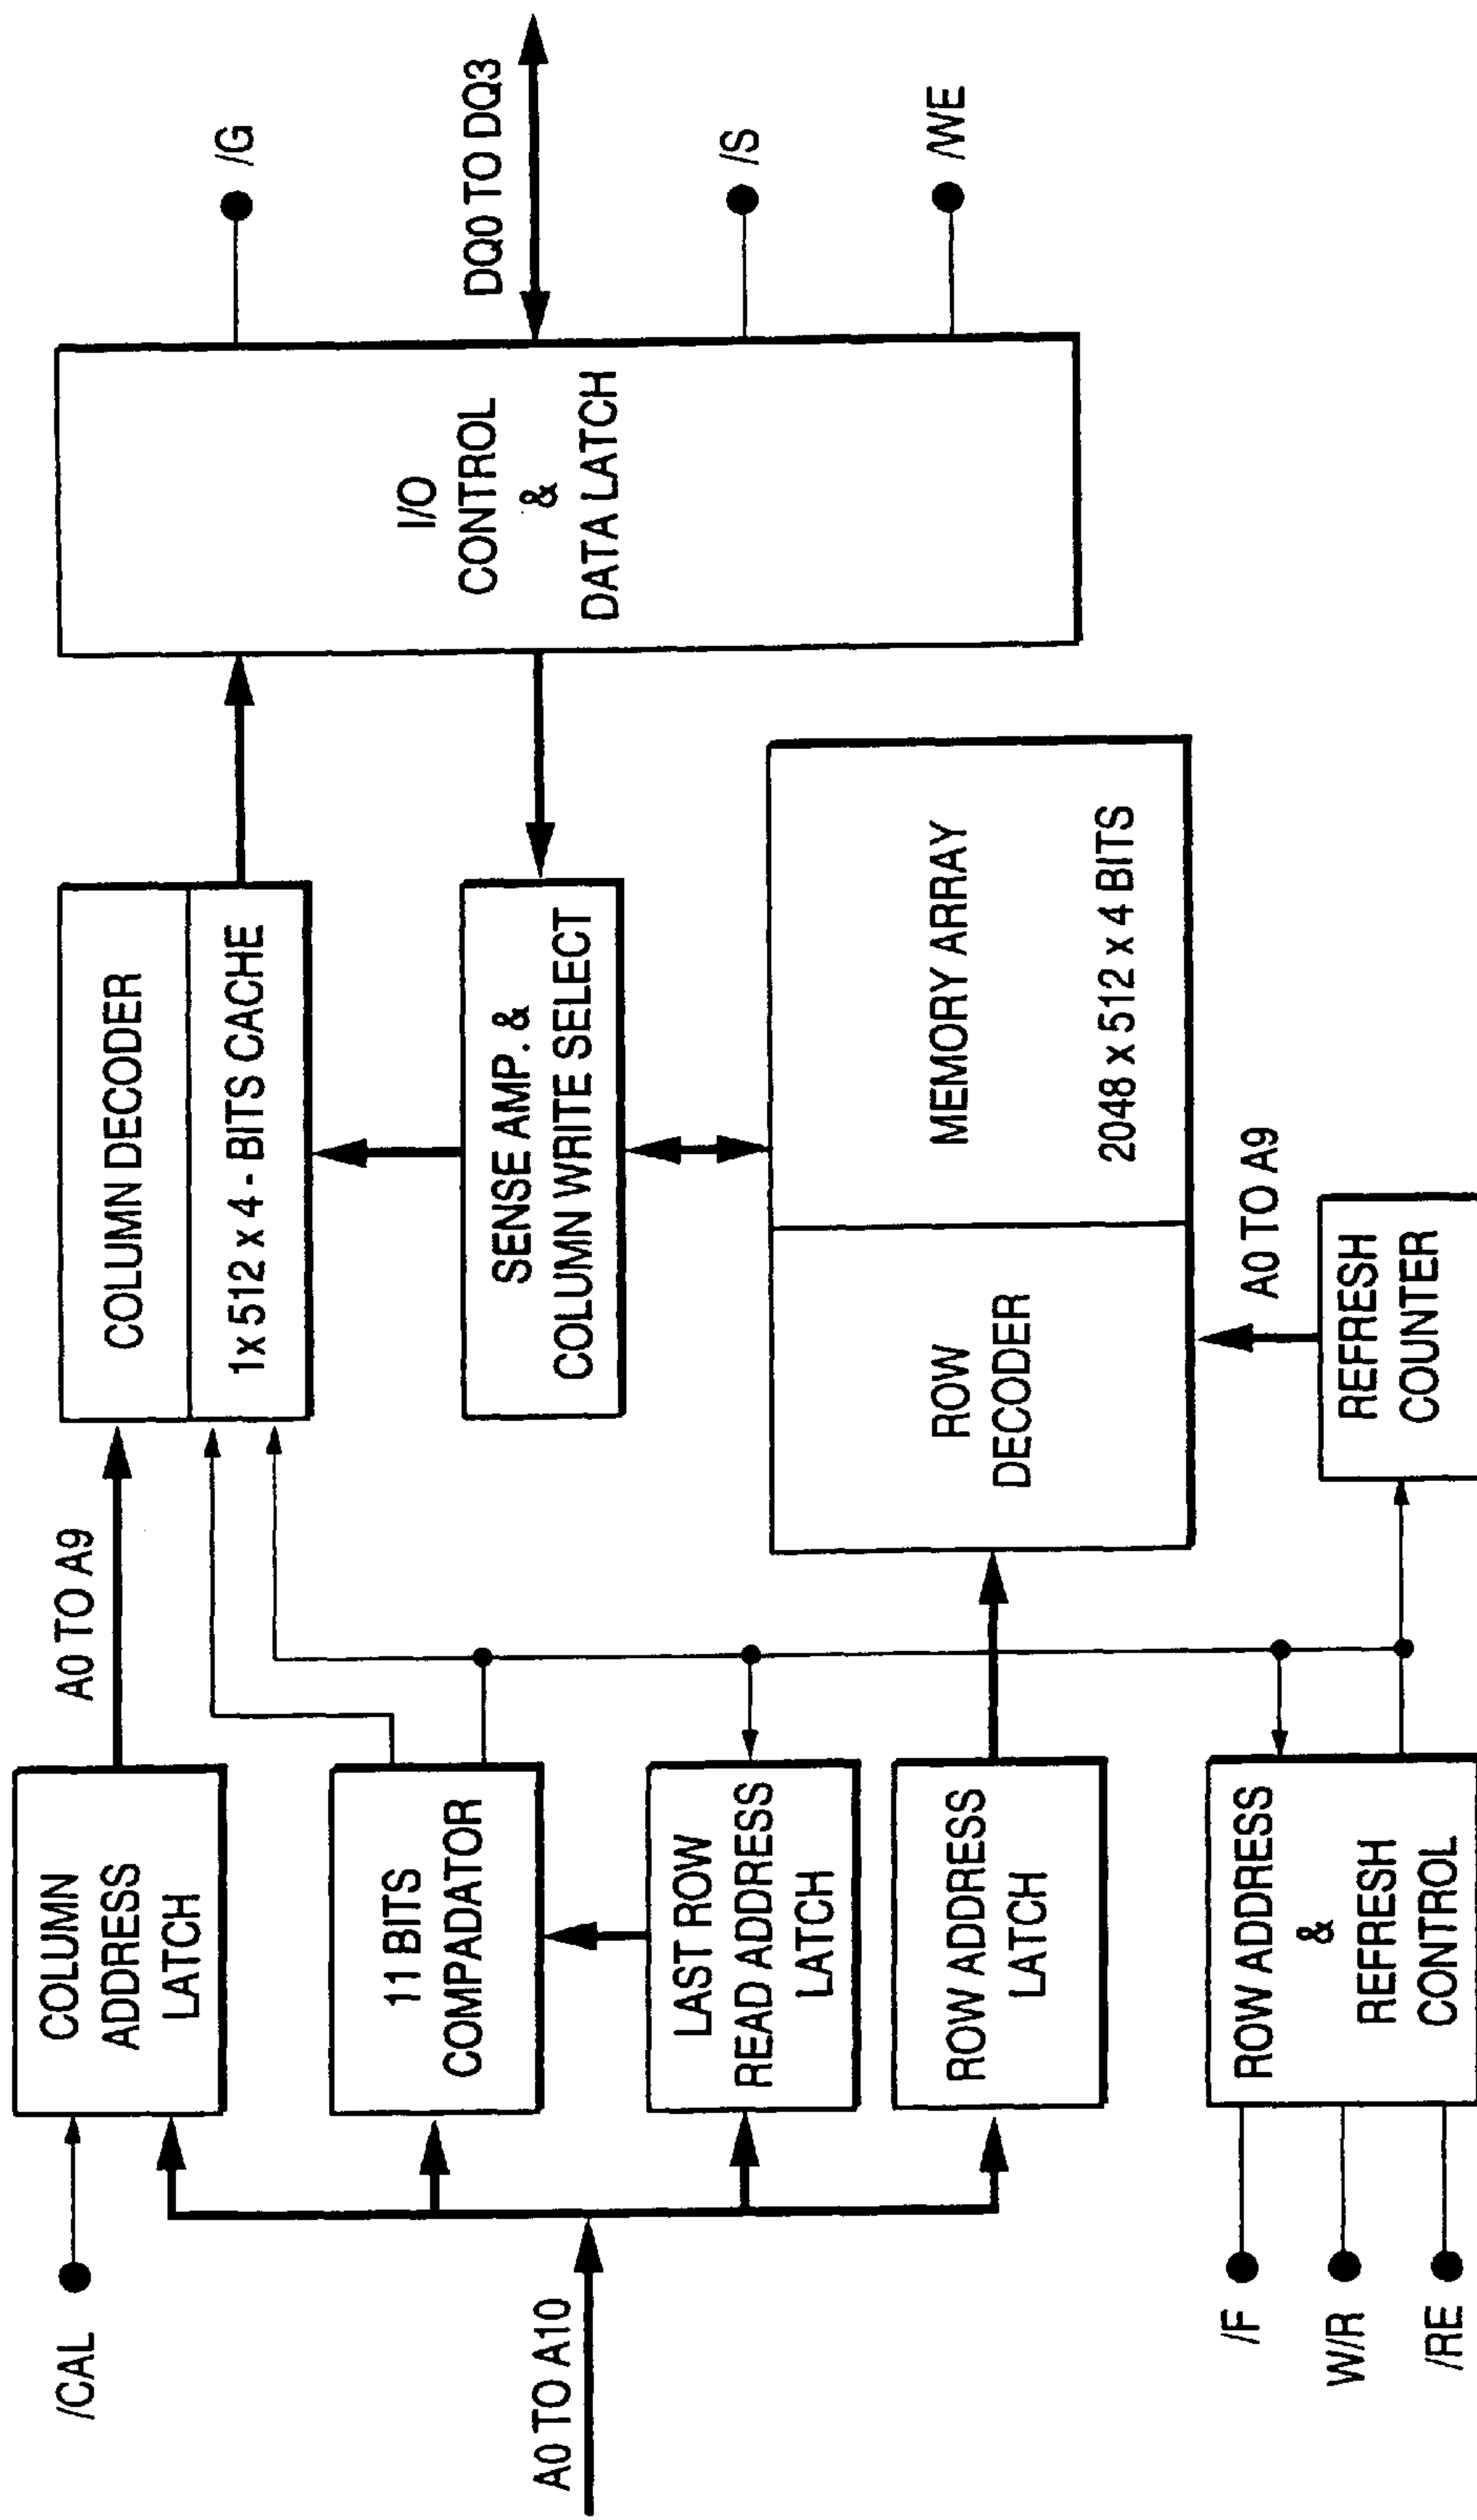 /CAL
A0 TO A10
/F
W/R
/RE
COLUMN
ADDRESS
LATCH
11 BITS
COMPADATOR
LAST ROW
READ ADDRESS
LATCH
ROW ADDRESS
LATCH
ROW ADDRESS
&
REFRESH
CONTROL
A0 TO A9
COLUMN DECODER
1 x 512 x 4 - BITS CACHE
SENSE AMP. &
COLUMN WRITE SELECT
ROW
DECODER
MEMORY ARRAY
2048 x 512 x 4 BITS
A0 TO A9
REFRESH
COUNTER
I/O
CONTROL
&
DATA LATCH
/G
DQ0 TO DQ3
/S
/WE